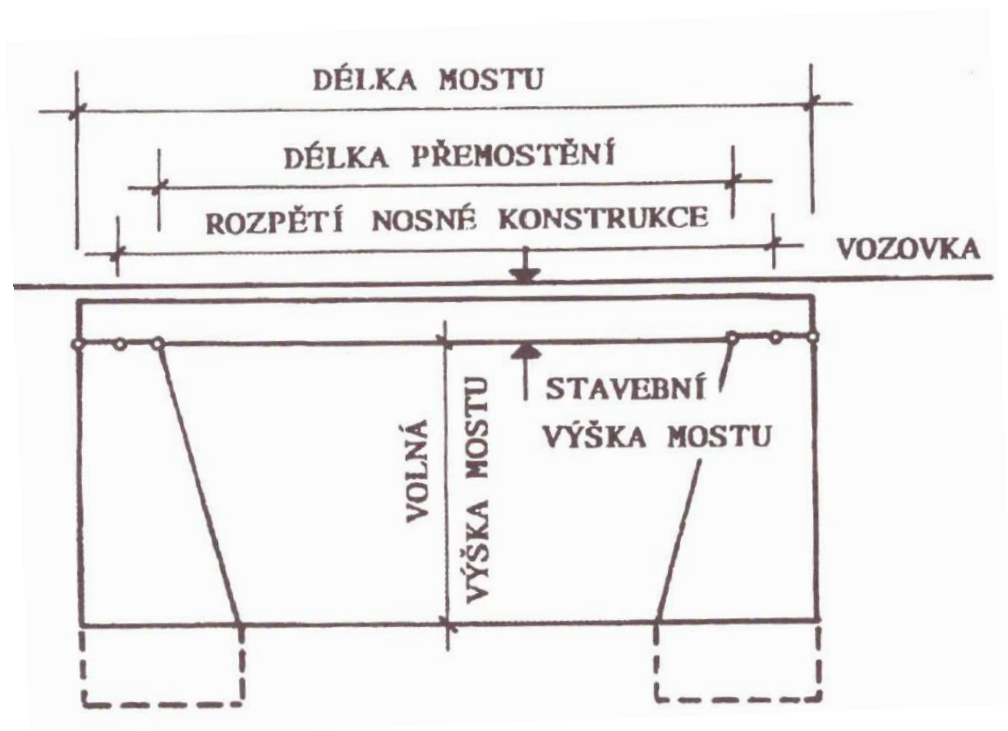 DÉLKA MOSTU
DÉLKA PŘEMOSTĚNÍ
ROZPĚTÍ NOSNÉ KONSTRUKCE
VOZOVKA
STAVEBNÍ
VÝŠKA MOSTU
VOLNÁ
VÝŠKA MOSTU